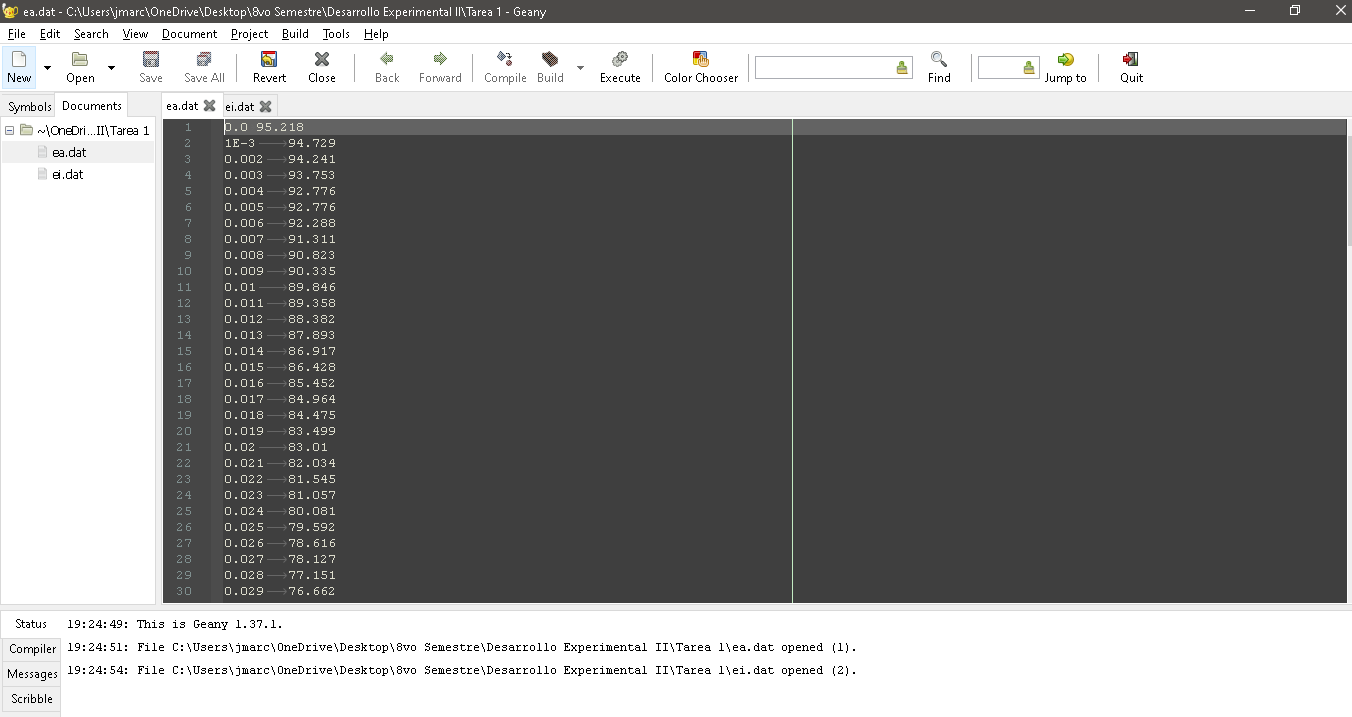 ea.dat - C:\Users\jmarc\OneDrive\Desktop\8vo Semestre\Desarrollo Experimental II\Tarea 1 - Geany
File Edit Search View Document Project Build Tools Help
New Open Save Save All Revert Close Back Forward Compile Build Execute Color Chooser Find Jump to Quit
Symbols Documents ea.dat ei.dat
~\OneDri...II\Tarea 1
ea.dat
ei.dat
1 0.0 95.218
2 1E-3 94.729
3 0.002 94.241
4 0.003 93.753
5 0.004 92.776
6 0.005 92.776
7 0.006 92.288
8 0.007 91.311
9 0.008 90.823
10 0.009 90.335
11 0.01 89.846
12 0.011 89.358
13 0.012 88.382
14 0.013 87.893
15 0.014 86.917
16 0.015 86.428
17 0.016 85.452
18 0.017 84.964
19 0.018 84.475
20 0.019 83.499
21 0.02 83.01
22 0.021 82.034
23 0.022 81.545
24 0.023 81.057
25 0.024 80.081
26 0.025 79.592
27 0.026 78.616
28 0.027 78.127
29 0.028 77.151
30 0.029 76.662
Status 19:24:49: This is Geany 1.37.1.
Compiler 19:24:51: File C:\Users\jmarc\OneDrive\Desktop\8vo Semestre\Desarrollo Experimental II\Tarea 1\ea.dat opened (1).
Messages 19:24:54: File C:\Users\jmarc\OneDrive\Desktop\8vo Semestre\Desarrollo Experimental II\Tarea 1\ei.dat opened (2).
Scribble